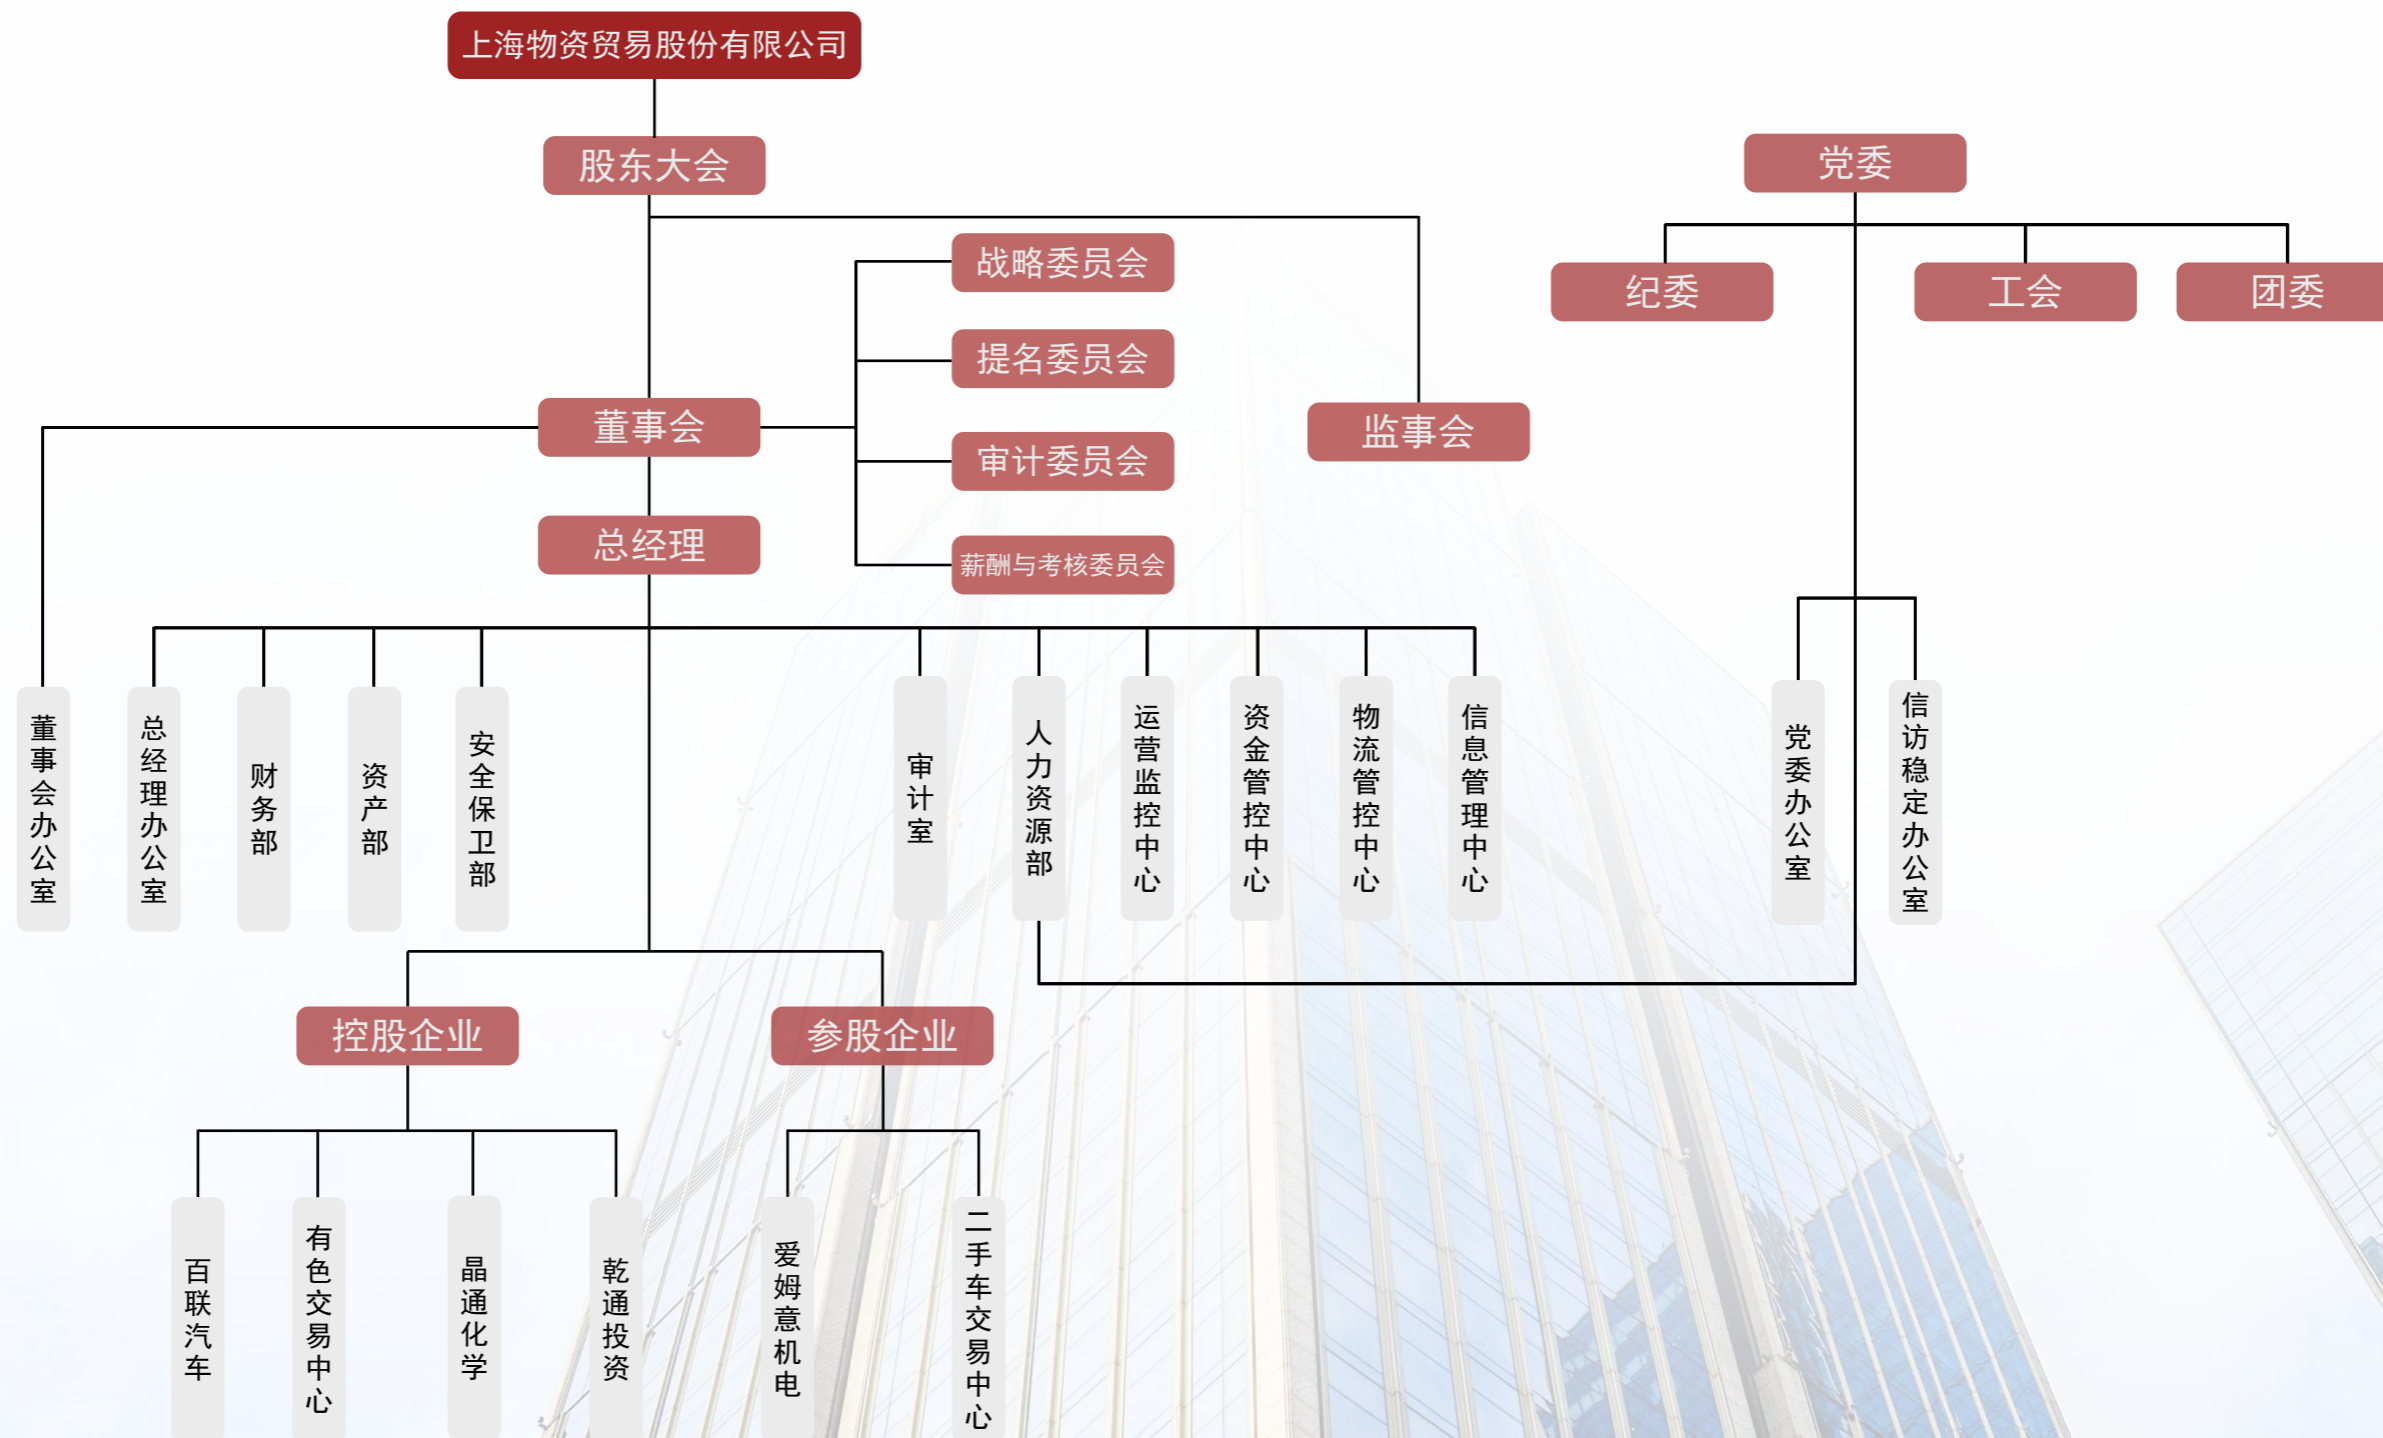 上海物资贸易股份有限公司
股东大会
党委
战略委员会
纪委
工会
团委
提名委员会
董事会
监事会
审计委员会
总经理
薪酬与考核委员会
董事会办公室
总经理办公室
财务部
资产部
安全保卫部
审计室
人力资源部
运营监控中心
资金管控中心
物流管控中心
信息管理中心
党委办公室
信访稳定办公室
控股企业
参股企业
百联汽车
有色交易中心
晶通化学
乾通投资
爱姆意机电
二手车交易中心